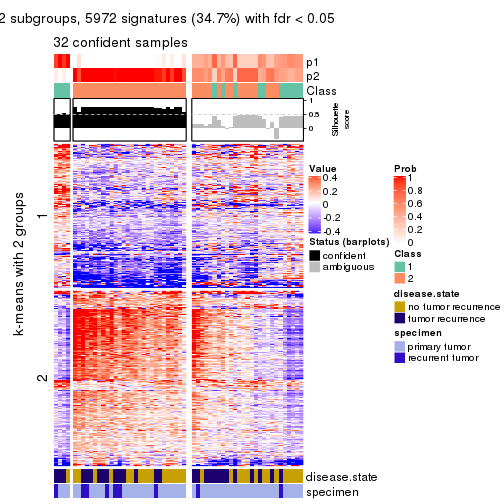 2 subgroups, 5972 signatures (34.7%) with fdr < 0.05
32 confident samples
p1
p2
Class
1
0.5
0
Silhouette
score
k-means with 2 groups
1
2
Value
0.4
0.2
0
-0.2
-0.4
Status (barplots)
confident
ambiguous
Prob
1
0.8
0.6
0.4
0.2
0
Class
1
2
disease.state
no tumor recurrence
tumor recurrence
specimen
primary tumor
recurrent tumor
disease.state
specimen